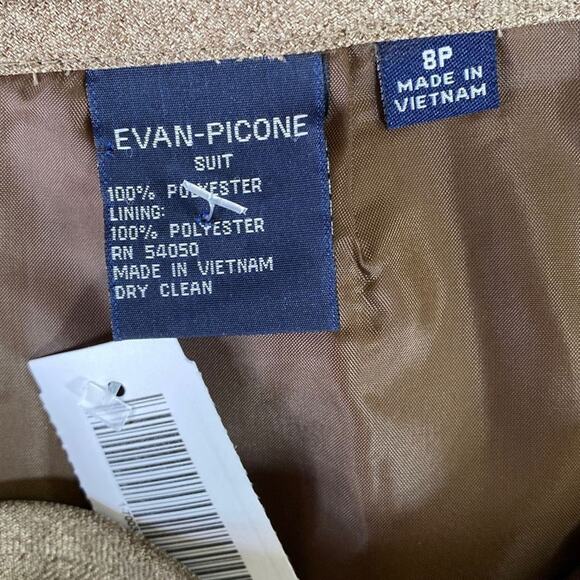 EVAN-PICONE
SUIT
100% POLYESTER
LINING:
100% POLYESTER
RN 54050
MADE IN VIETNAM
DRY CLEAN
8P
MADE IN
VIETNAM